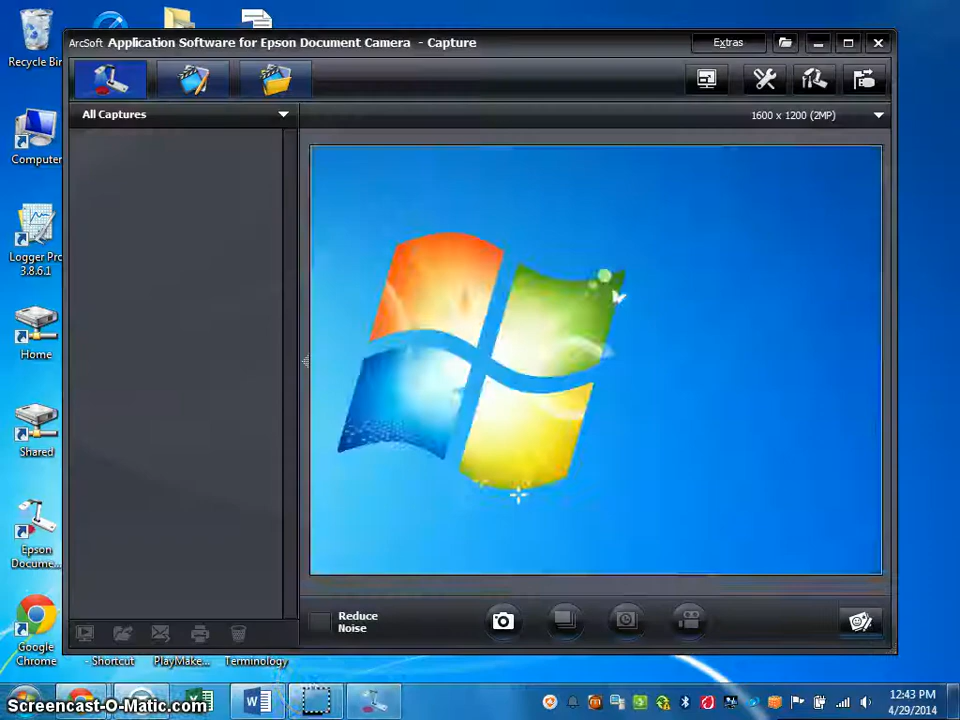 ArcSoft Application Software for Epson Document Camera - Capture
Extras
Recycle Bin
All Captures
1600 x 1200 (2MP)
Computer
Logger Pro
3.8.6.1
Home
Shared
Epson
Docume...
Reduce
Noise
Google
Chrome
- Shortcut
PlayMake...
Terminology
Screencast-O-Matic.com
12:43 PM
4/29/2014